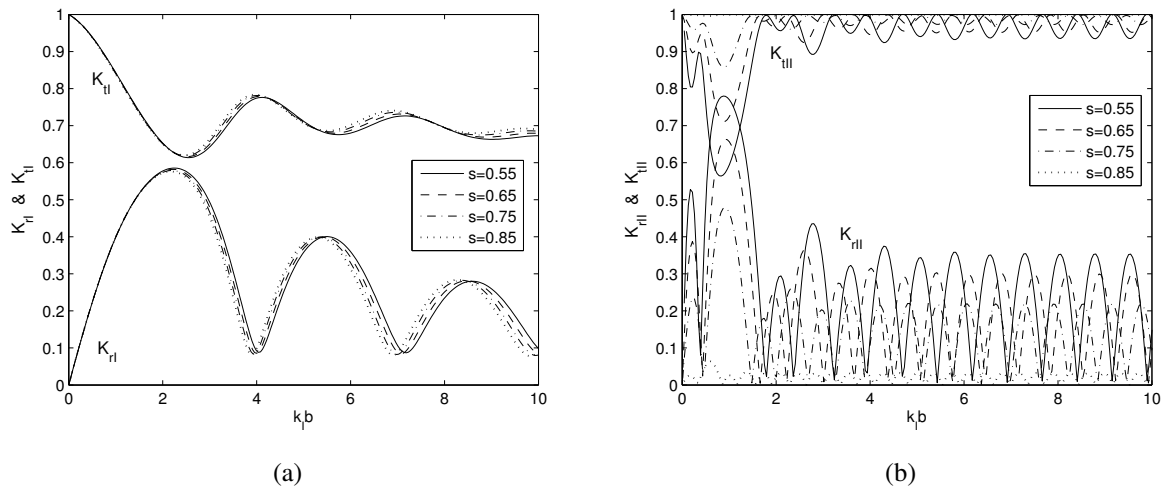 1
0.9
0.8
0.7
0.6
0.5
0.4
0.3
0.2
0.1
0
K_rI & K_tI
K_tI
K_rI
s=0.55
s=0.65
s=0.75
s=0.85
0 2 4 6 8 10
k_I b
(a)
1
0.9
0.8
0.7
0.6
0.5
0.4
0.3
0.2
0.1
0
K_rII & K_tII
K_tII
K_rII
s=0.55
s=0.65
s=0.75
s=0.85
0 2 4 6 8 10
k_I b
(b)